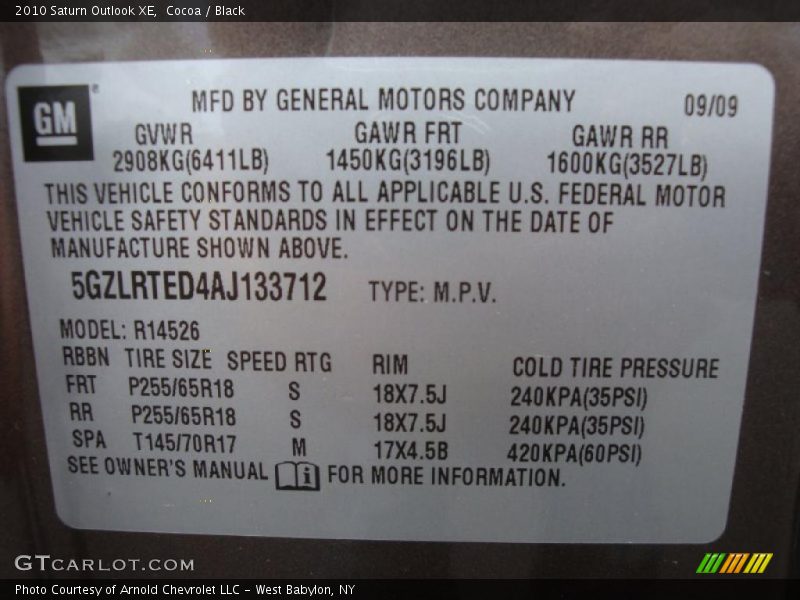 2010 Saturn Outlook XE, Cocoa / Black
GM®
MFD BY GENERAL MOTORS COMPANY 09/09
GVWR GAWR FRT GAWR RR
2908KG(6411LB) 1450KG(3196LB) 1600KG(3527LB)
THIS VEHICLE CONFORMS TO ALL APPLICABLE U.S. FEDERAL MOTOR
VEHICLE SAFETY STANDARDS IN EFFECT ON THE DATE OF
MANUFACTURE SHOWN ABOVE.
5GZLRTED4AJ133712 TYPE: M.P.V.
MODEL: R14526
RBBN TIRE SIZE SPEED RTG RIM COLD TIRE PRESSURE
FRT P255/65R18 S 18X7.5J 240KPA(35PSI)
RR P255/65R18 S 18X7.5J 240KPA(35PSI)
SPA T145/70R17 M 17X4.5B 420KPA(60PSI)
SEE OWNER'S MANUAL i FOR MORE INFORMATION.
GTCARLOT.COM
Photo Courtesy of Arnold Chevrolet LLC - West Babylon, NY